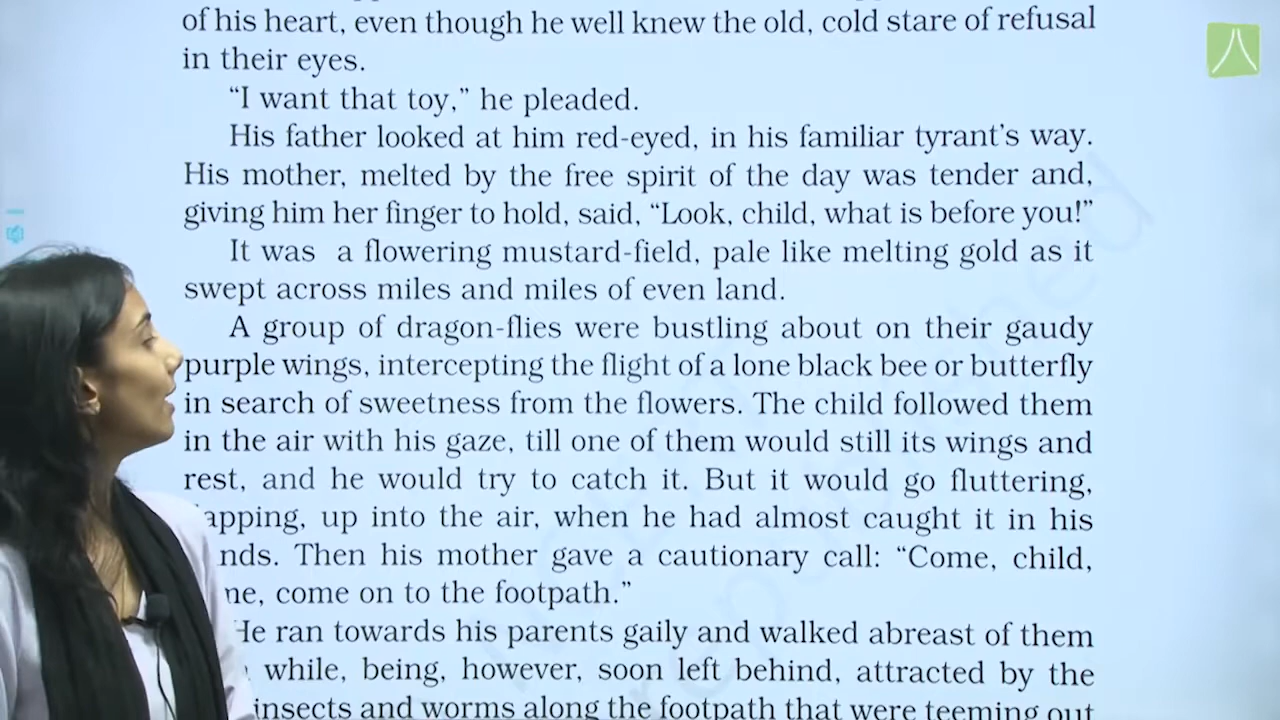 of his heart, even though he well knew the old, cold stare of refusal
in their eyes.
“I want that toy,” he pleaded.
His father looked at him red-eyed, in his familiar tyrant’s way.
His mother, melted by the free spirit of the day was tender and,
giving him her finger to hold, said, “Look, child, what is before you!”
It was a flowering mustard-field, pale like melting gold as it
swept across miles and miles of even land.
A group of dragon-flies were bustling about on their gaudy
purple wings, intercepting the flight of a lone black bee or butterfly
in search of sweetness from the flowers. The child followed them
in the air with his gaze, till one of them would still its wings and
rest, and he would try to catch it. But it would go fluttering,
apping, up into the air, when he had almost caught it in his
nds. Then his mother gave a cautionary call: “Come, child,
ne, come on to the footpath.”
He ran towards his parents gaily and walked abreast of them
while, being, however, soon left behind, attracted by the
insects and worms along the footpath that were teeming out